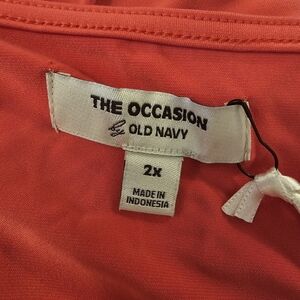 THE OCCASION
by OLD NAVY
2X
MADE IN
INDONESIA